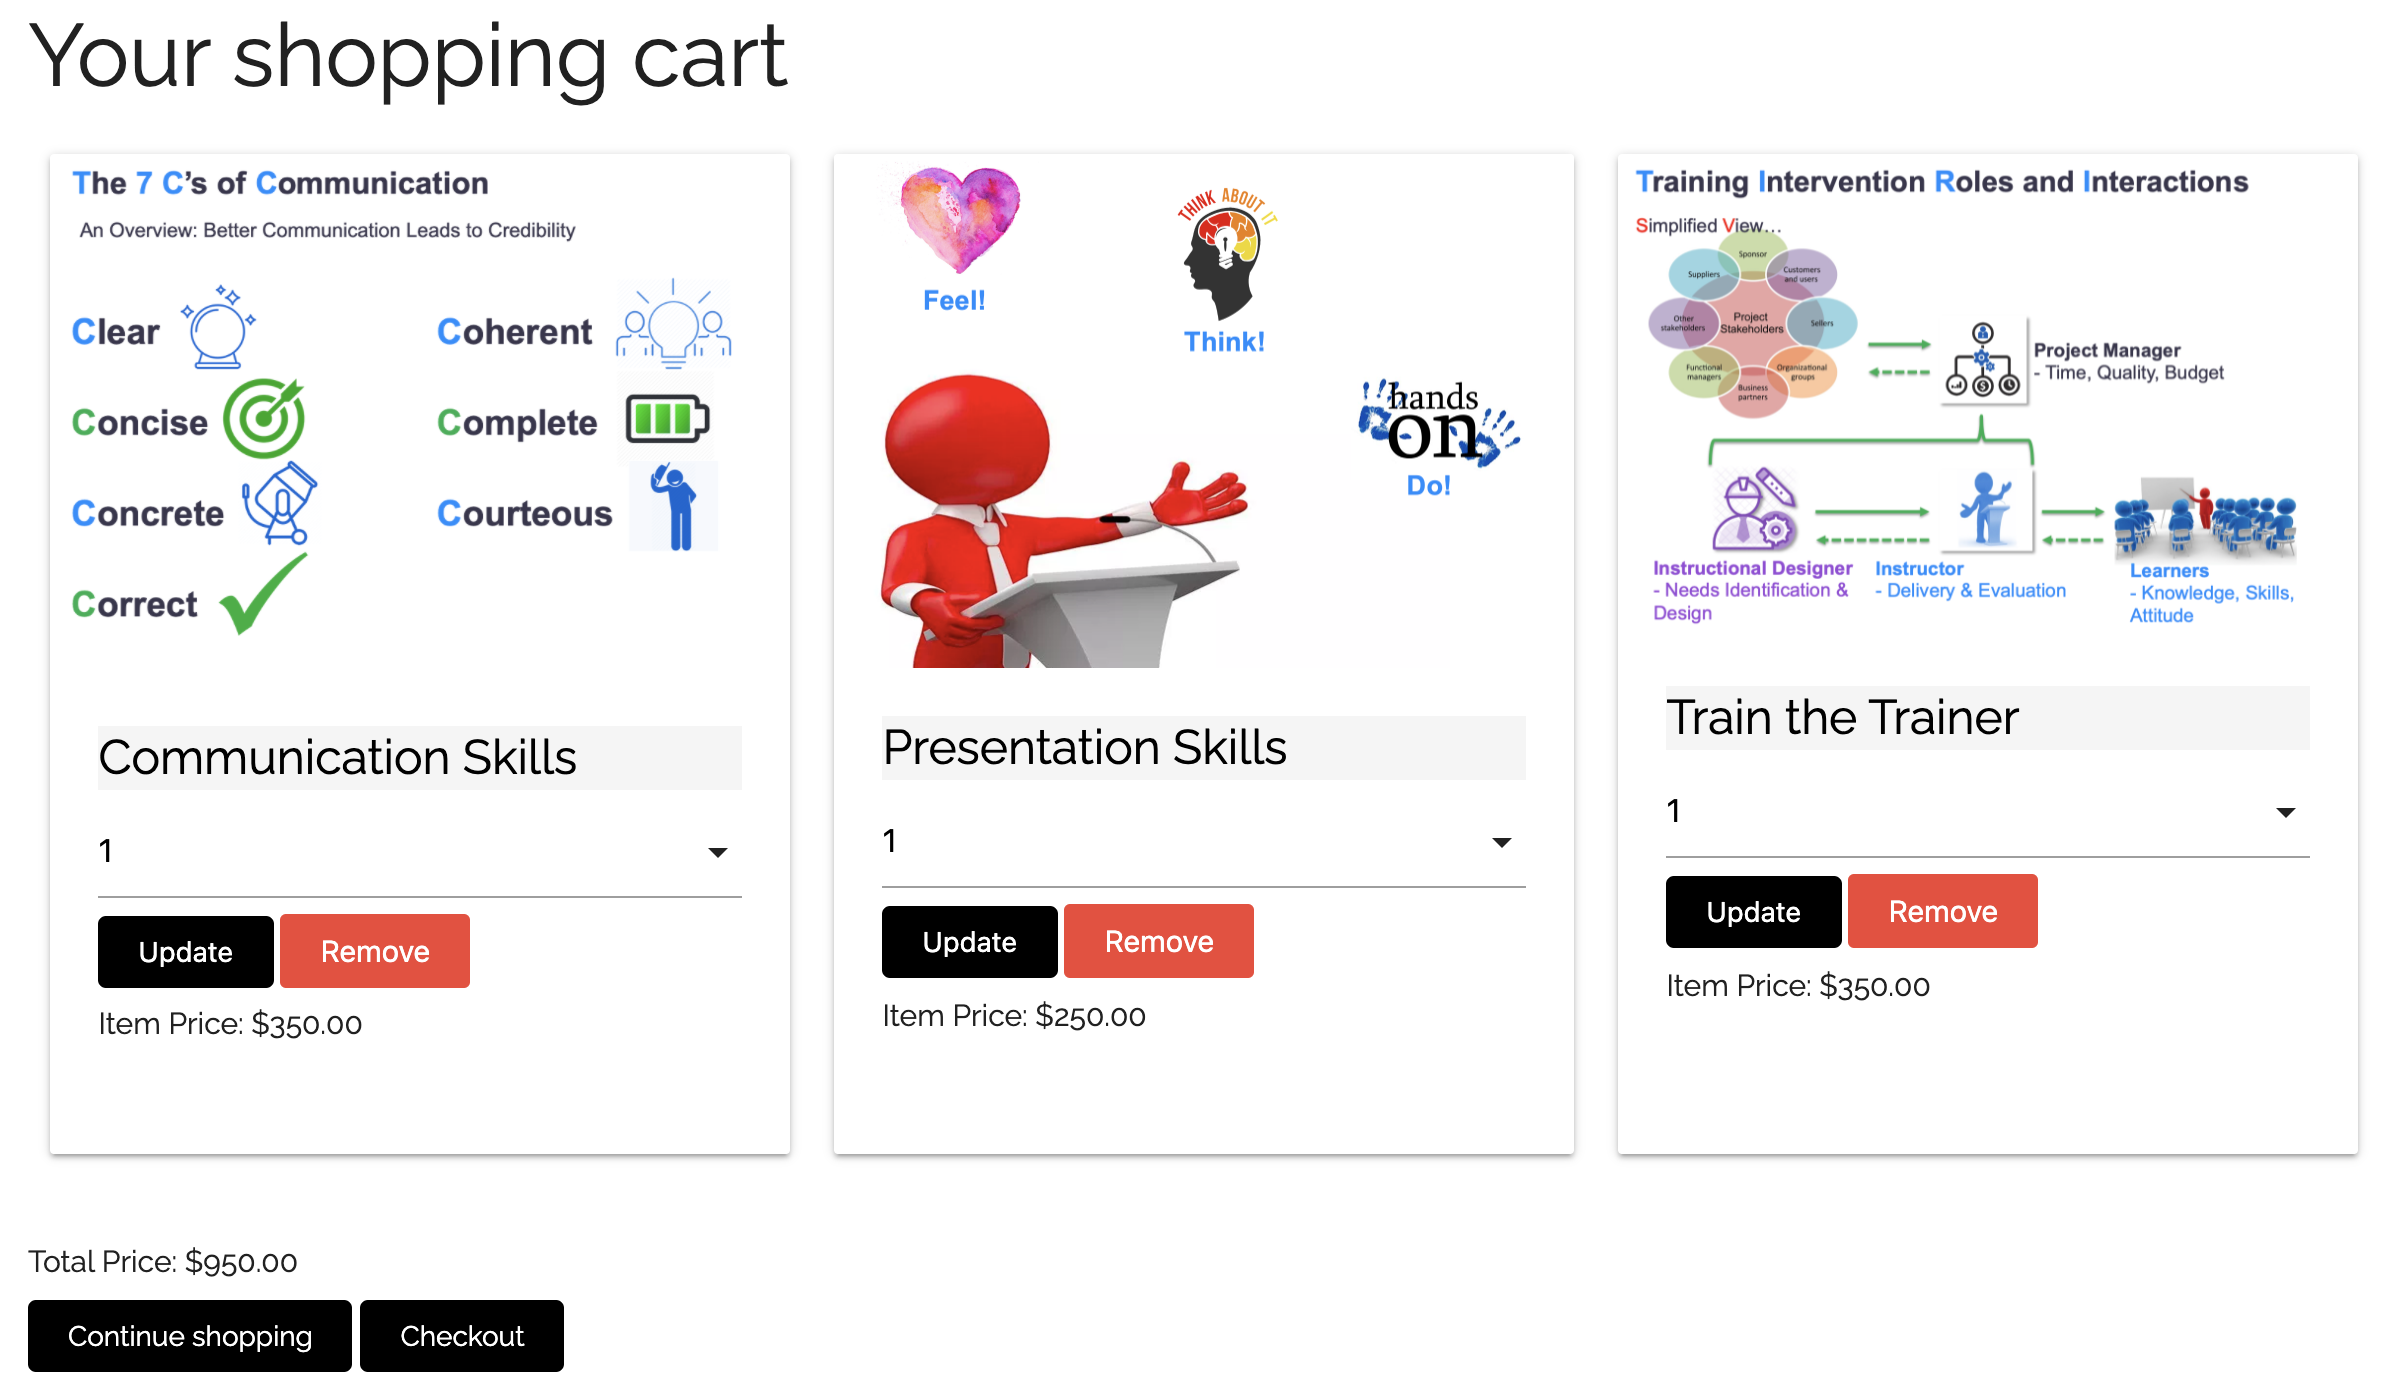 Your shopping cart
The 7 C's of Communication
An Overview: Better Communication Leads to Credibility
Clear
Coherent
Concise
Complete
Concrete
Courteous
Correct
Communication Skills
1
Update
Remove
Item Price: $350.00
Feel!
THINK ABOUT IT
Think!
hands
on
Do!
Presentation Skills
1
Update
Remove
Item Price: $250.00
Training Intervention Roles and Interactions
Simplified View...
Sponsor
Suppliers
Customers
and users
Other
stakeholders
Project
Stakeholders
Sellers
Functional
managers
Organizational
groups
Business
partners
Project Manager
- Time, Quality, Budget
Instructional Designer
- Needs Identification &
Design
Instructor
- Delivery & Evaluation
Learners
- Knowledge, Skills,
Attitude
Train the Trainer
1
Update
Remove
Item Price: $350.00
Total Price: $950.00
Continue shopping
Checkout